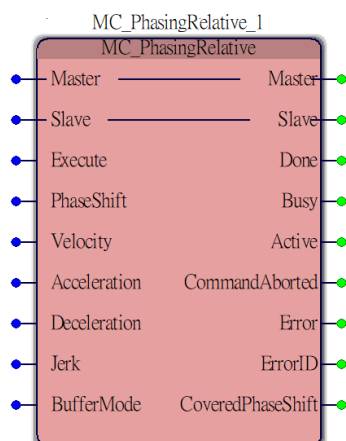 MC_PhasingRelative_1
MC_PhasingRelative
Master Master
Slave Slave
Execute Done
PhaseShift Busy
Velocity Active
Acceleration CommandAborted
Deceleration Error
Jerk ErrorID
BufferMode CoveredPhaseShift